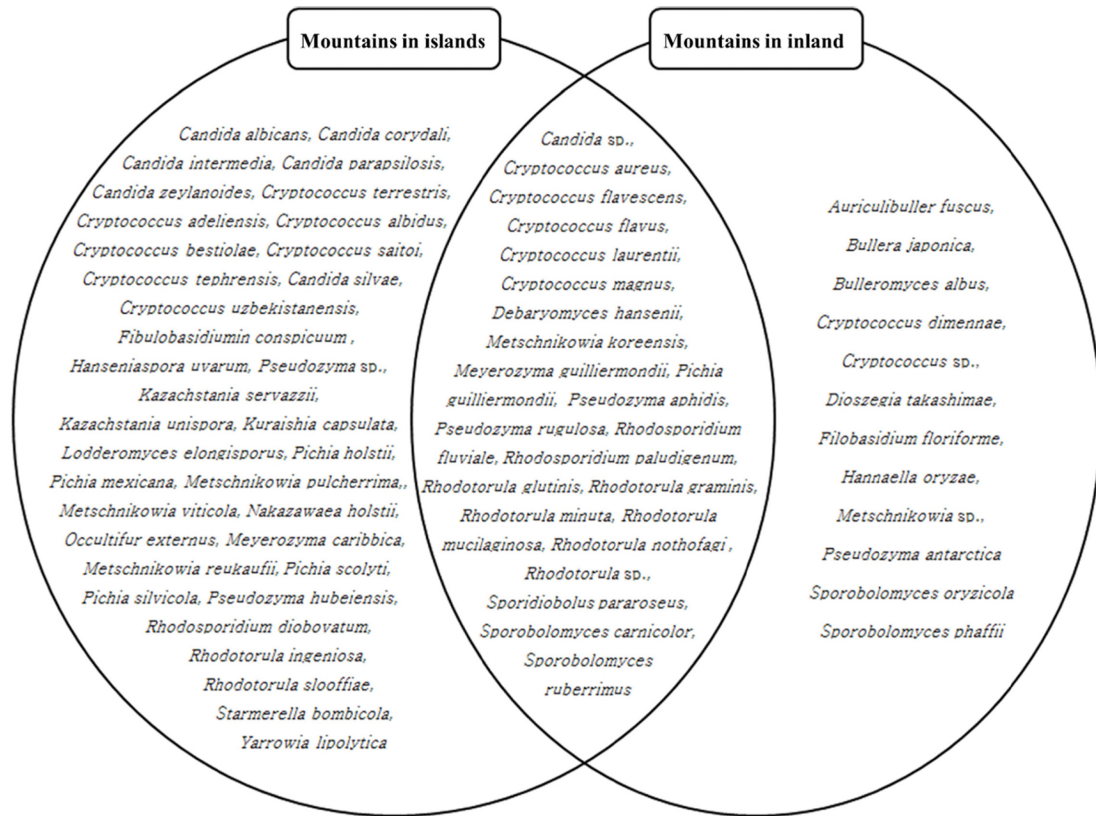 Mountains in islands
Mountains in inland
Candida albicans, Candida corydali,
Candida intermedia, Candida parapsilosis,
Candida zeylanoides, Cryptococcus terrestris,
Cryptococcus adeliensis, Cryptococcus albidus,
Cryptococcus bestiolae, Cryptococcus saitoi,
Cryptococcus tephrensis, Candida silvae,
Cryptococcus uzbekistanensis,
Fibulobasidiumin conspicuum ,
Hanseniaspora uvarum, Pseudozyma sp.,
Kazachstania servazzii,
Kazachstania unispora, Kuraishia capsulata,
Lodderomyces elongisporus, Pichia holstii,
Pichia mexicana, Metschnikowia pulcherrima,,
Metschnikowia viticola, Nakazawaea holstii,
Occultifur externus, Meyerozyma caribbica,
Metschnikowia reukaufii, Pichia scolyti,
Pichia silvicola, Pseudozyma hubeiensis,
Rhodosporidium diobovatum,
Rhodotorula ingeniosa,
Rhodotorula slooffiae,
Starmerella bombicola,
Yarrowia lipolytica
Candida sp.,
Cryptococcus aureus,
Cryptococcus flavescens,
Cryptococcus flavus,
Cryptococcus laurentii,
Cryptococcus magnus,
Debaryomyces hansenii,
Metschnikowia koreensis,
Meyerozyma guilliermondii, Pichia
guilliermondii, Pseudozyma aphidis,
Pseudozyma rugulosa, Rhodosporidium
fluviale, Rhodosporidium paludigenum,
Rhodotorula glutinis, Rhodotorula graminis,
Rhodotorula minuta, Rhodotorula
mucilaginosa, Rhodotorula nothofagi ,
Rhodotorula sp.,
Sporidiobolus pararoseus,
Sporobolomyces carnicolor,
Sporobolomyces
ruberrimus
Auriculibuller fuscus,
Bullera japonica,
Bulleromyces albus,
Cryptococcus dimennae,
Cryptococcus sp.,
Dioszegia takashimae,
Filobasidium floriforme,
Hannaella oryzae,
Metschnikowia sp.,
Pseudozyma antarctica
Sporobolomyces oryzicola
Sporobolomyces phaffii